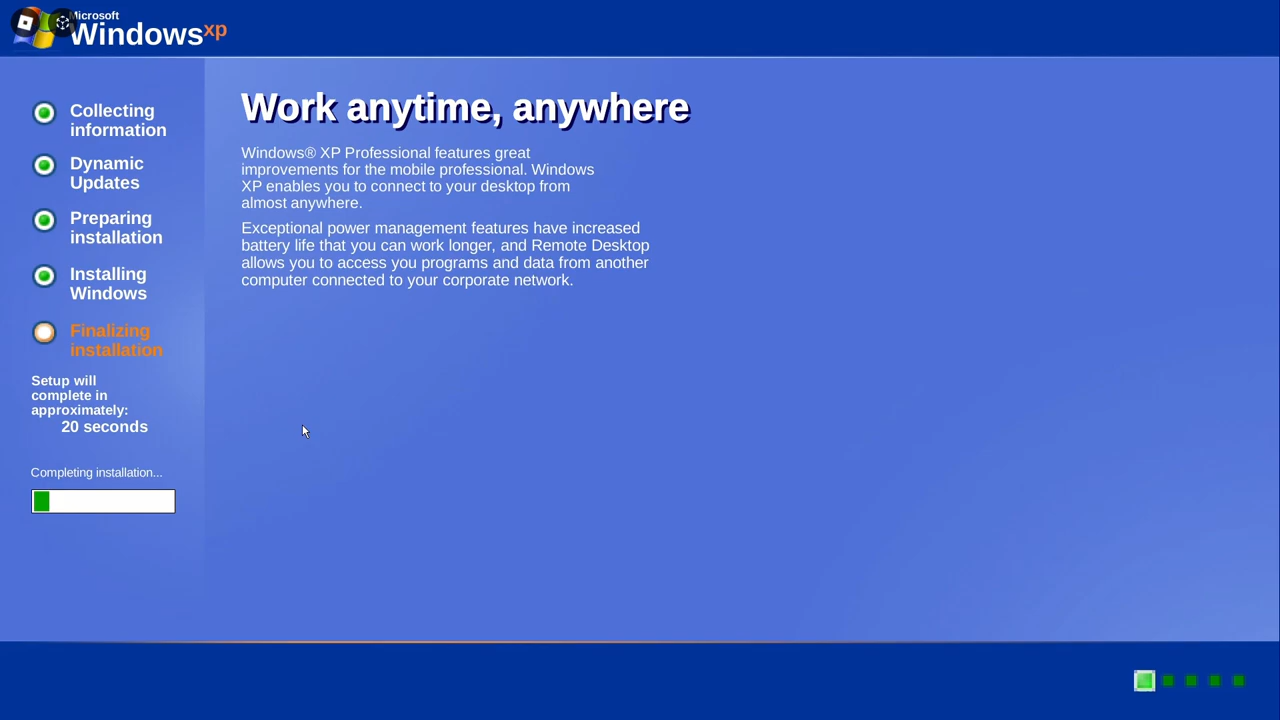 Microsoft
Windowsxp
Collecting
information
Dynamic
Updates
Preparing
installation
Installing
Windows
Finalizing
installation
Setup will
complete in
approximately:
20 seconds
Completing installation...
Work anytime, anywhere
Windows® XP Professional features great
improvements for the mobile professional. Windows
XP enables you to connect to your desktop from
almost anywhere.
Exceptional power management features have increased
battery life that you can work longer, and Remote Desktop
allows you to access you programs and data from another
computer connected to your corporate network.